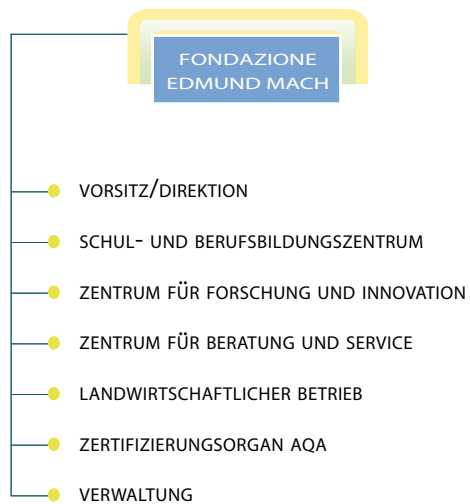 FONDAZIONE
EDMUND MACH
VORSITZ/DIREKTION
SCHUL- UND BERUFSBILDUNGSZENTRUM
ZENTRUM FÜR FORSCHUNG UND INNOVATION
ZENTRUM FÜR BERATUNG UND SERVICE
LANDWIRTSCHAFTLICHER BETRIEB
ZERTIFIZIERUNGSORGAN AQA
VERWALTUNG